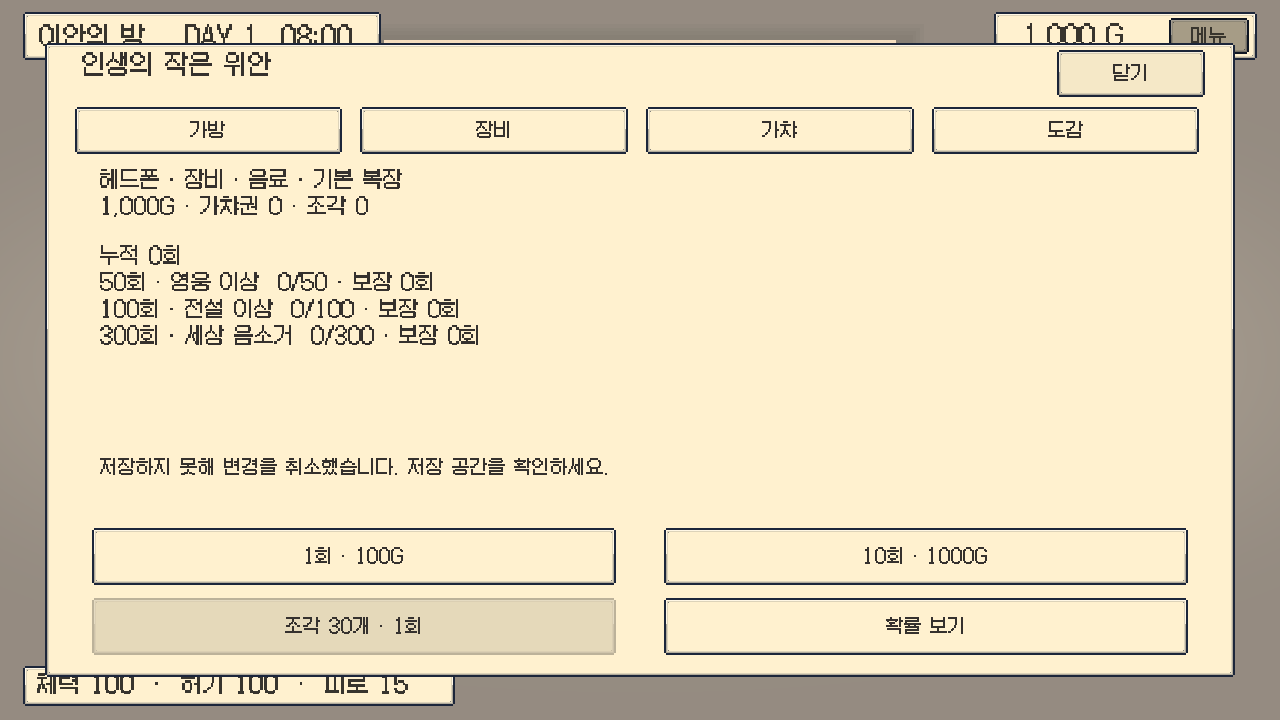 이안의 방 DAY 1 08:00
1,000 G
메뉴
인생의 작은 위안
닫기
가방
장비
가챠
도감
헤드폰 · 장비 · 음료 · 기본 복장
1,000G · 가챠권 0 · 조각 0
누적 0회
50회 · 영웅 이상 0/50 · 보장 0회
100회 · 전설 이상 0/100 · 보장 0회
300회 · 세상 음소거 0/300 · 보장 0회
저장하지 못해 변경을 취소했습니다. 저장 공간을 확인하세요.
1회 · 100G
10회 · 1000G
조각 30개 · 1회
확률 보기
체력 100 · 허기 100 · 피로 15